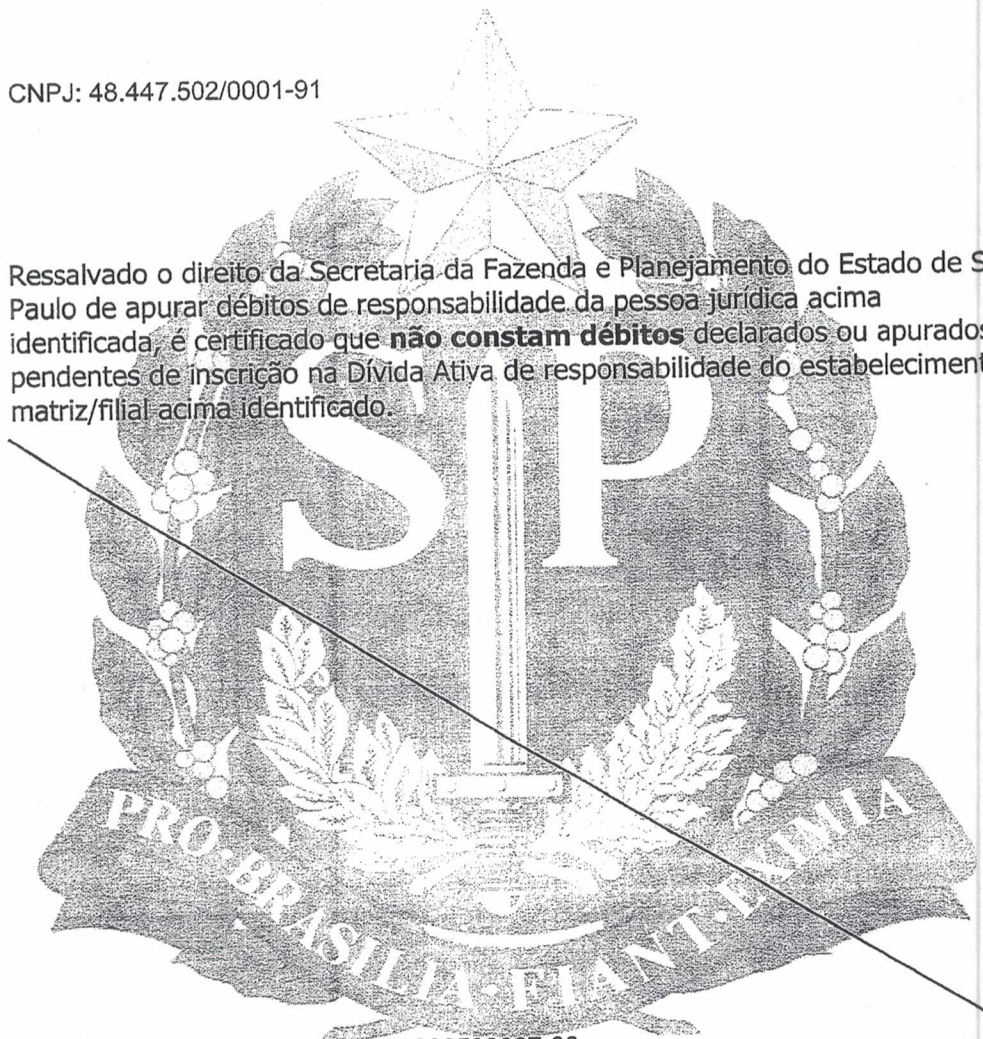 CNPJ: 48.447.502/0001-91
Ressalvado o direito da Secretaria da Fazenda e Planejamento do Estado de S
Paulo de apurar débitos de responsabilidade da pessoa jurídica acima
identificada, é certificado que não constam débitos declarados ou apurados
pendentes de inscrição na Dívida Ativa de responsabilidade do estabeleciment
matriz/filial acima identificado.
SP
PRO•BRASILIA•FIANT•EXIMIA